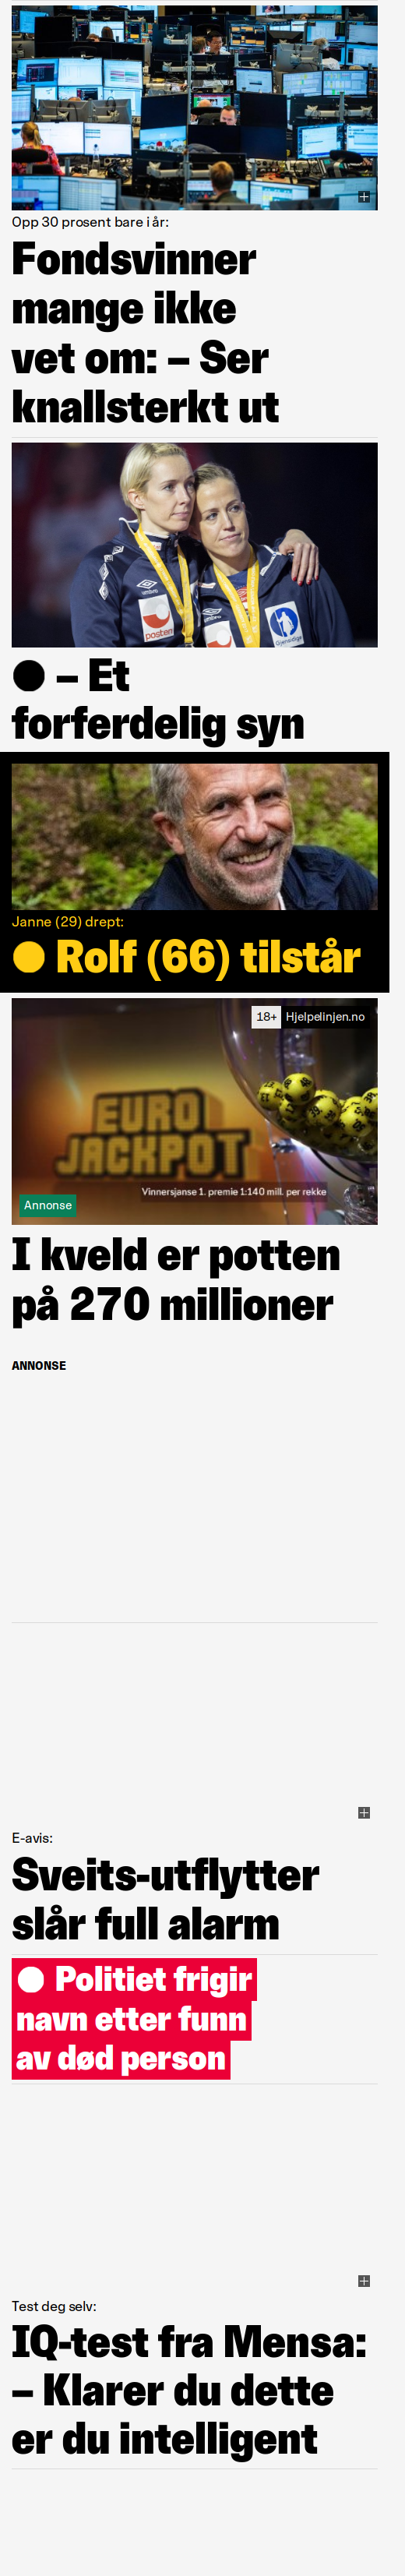 Opp 30 prosent bare i år:
Fondsvinner
mange ikke
vet om: – Ser
knallsterkt ut
posten
Gjensidige
– Et
forferdelig syn
Janne (29) drept:
Rolf (66) tilstår
18+ Hjelpelinjen.no
EURO
JACKPOT
Vinnersjanse 1. premie 1:140 mill. per rekke
Annonse
I kveld er potten
på 270 millioner
ANNONSE
E-avis:
Sveits-utflytter
slår full alarm
Politiet frigir
navn etter funn
av død person
Test deg selv:
IQ-test fra Mensa:
– Klarer du dette
er du intelligent